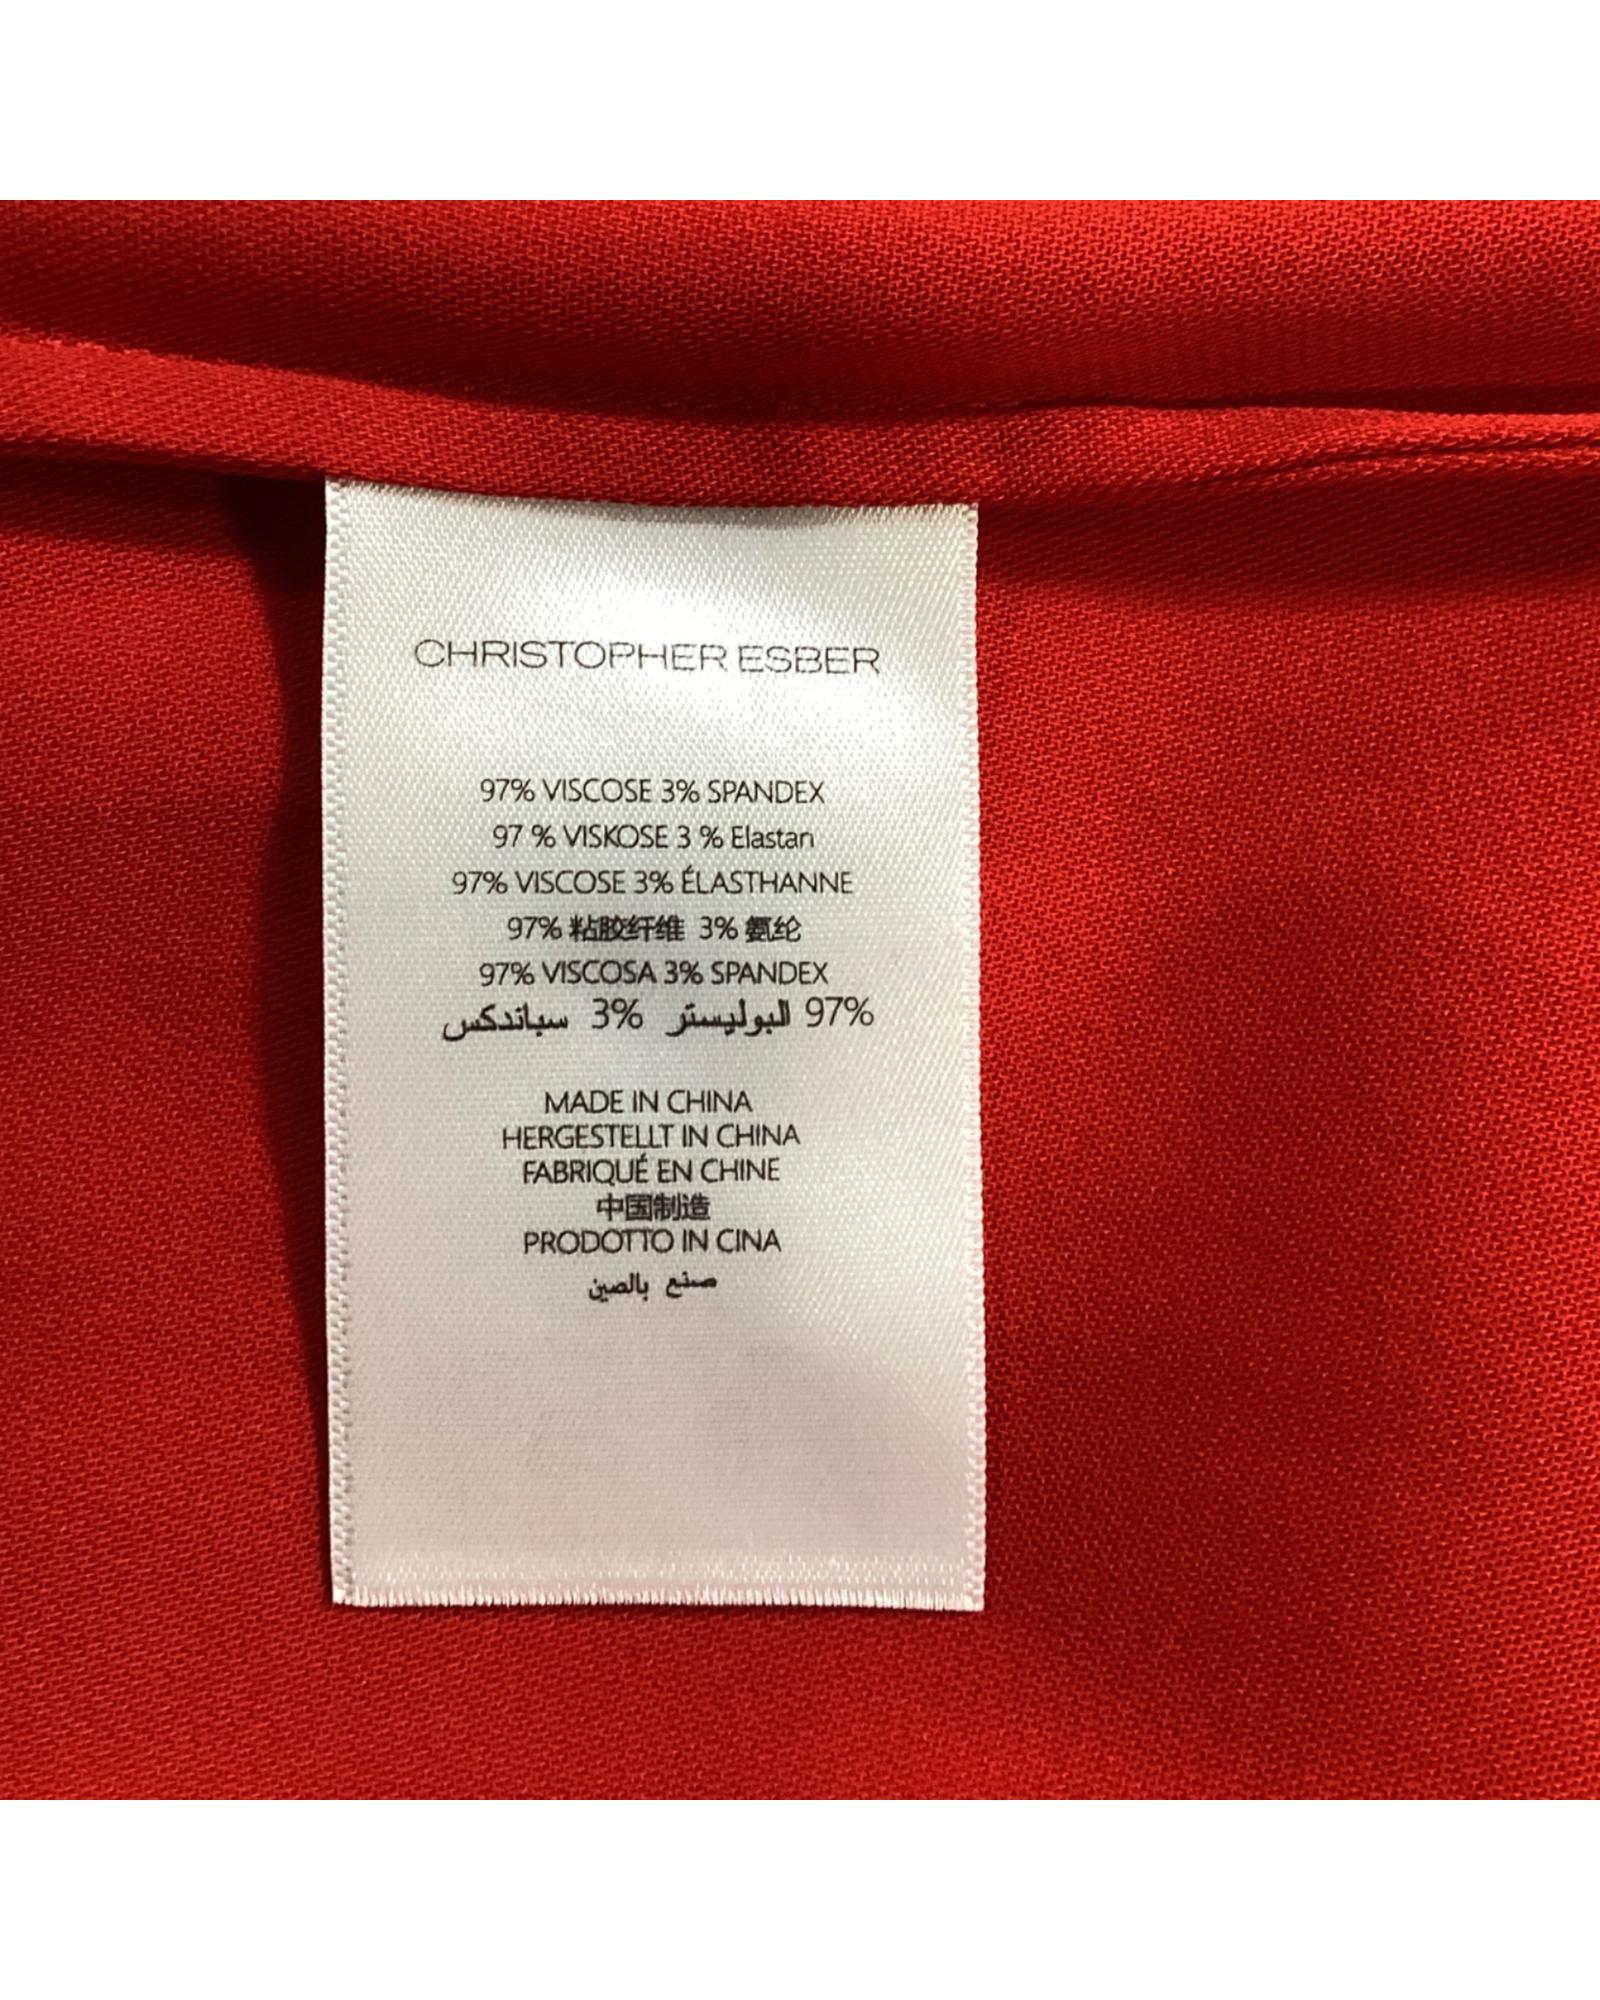 CHRISTOPHER ESBER
97% VISCOSE 3% SPANDEX
97 % VISKOSE 3 % Elastan
97% VISCOSE 3% ÉLASTHANNE
97% 粘胶纤维 3% 氨纶
97% VISCOSA 3% SPANDEX
97% البوليستر 3% سباندكس
MADE IN CHINA
HERGESTELLT IN CHINA
FABRIQUÉ EN CHINE
中国制造
PRODOTTO IN CINA
صنع بالصين